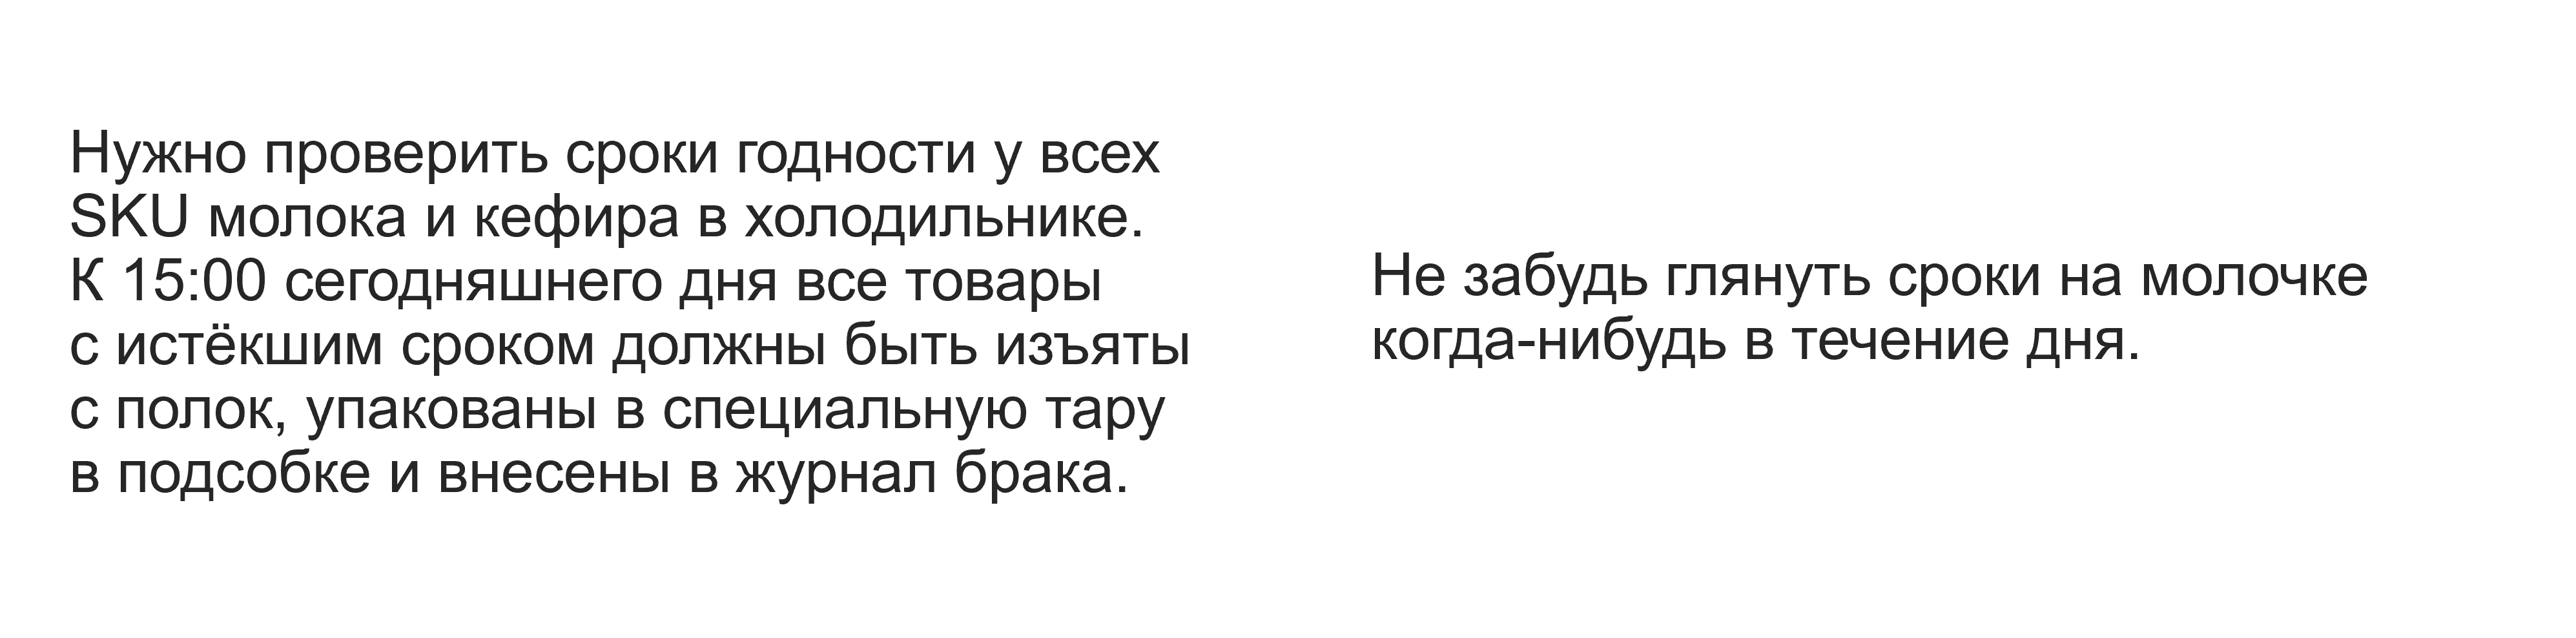 Нужно проверить сроки годности у всех
SKU молока и кефира в холодильнике.
К 15:00 сегодняшнего дня все товары
с истёкшим сроком должны быть изъяты
с полок, упакованы в специальную тару
в подсобке и внесены в журнал брака.
Не забудь глянуть сроки на молочке
когда-нибудь в течение дня.